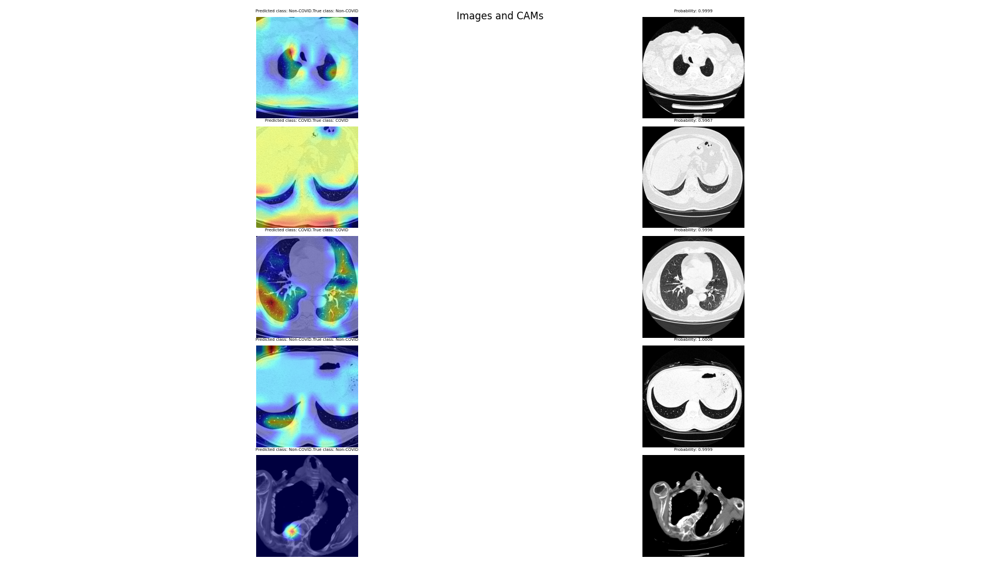 Images and CAMs
Predicted class: Non-COVID.True class: Non-COVID
Probability: 0.9999
Predicted class: COVID.True class: COVID
Probability: 0.9967
Predicted class: COVID.True class: COVID
Probability: 0.9996
Predicted class: Non-COVID.True class: Non-COVID
Probability: 1.0000
Predicted class: Non-COVID.True class: Non-COVID
Probability: 0.9999